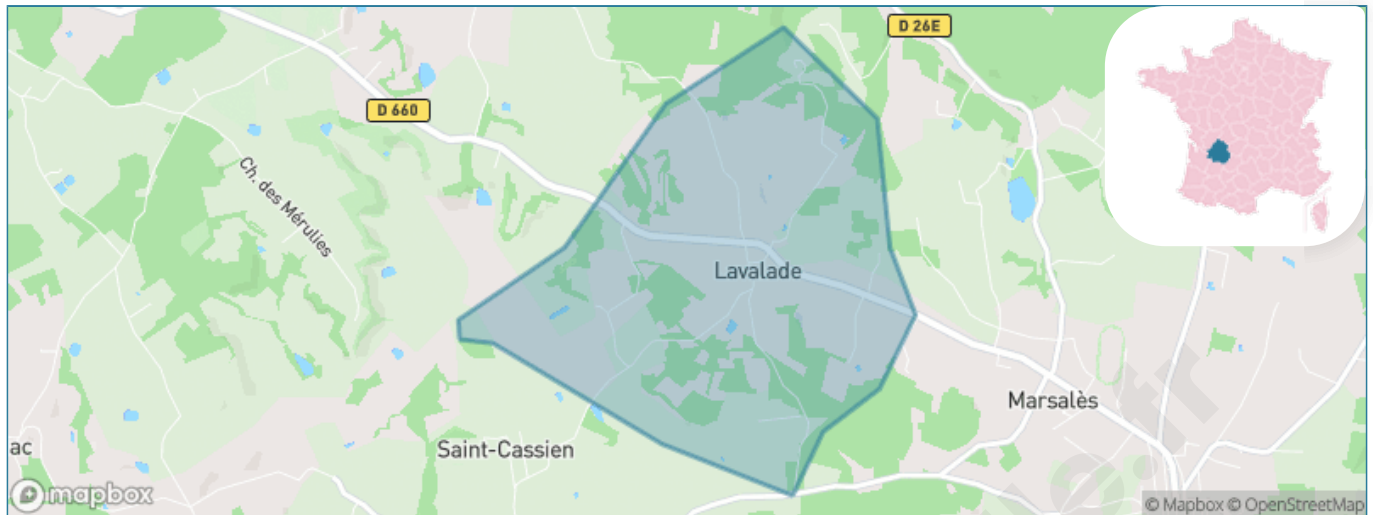 D 26E
D 660
Ch. des Mérulies
Lavalade
Marsalès
Saint-Cassien
ac
mapbox
© Mapbox © OpenStreetMap